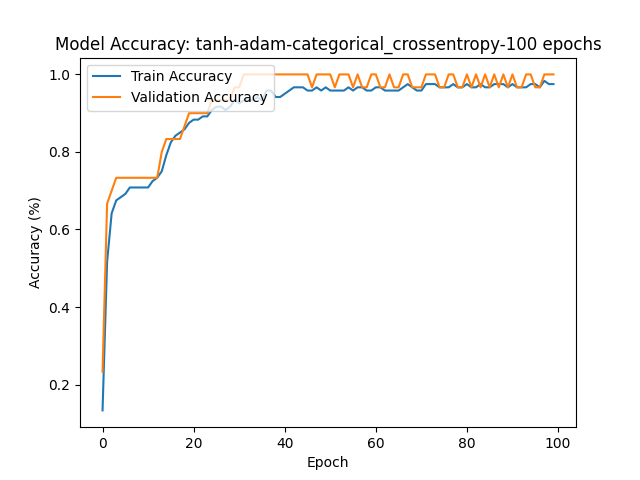 Model Accuracy: tanh-adam-categorical_crossentropy-100 epochs
Train Accuracy
Validation Accuracy
1.0
0.8
0.6
0.4
0.2
Accuracy (%)
0 20 40 60 80 100
Epoch